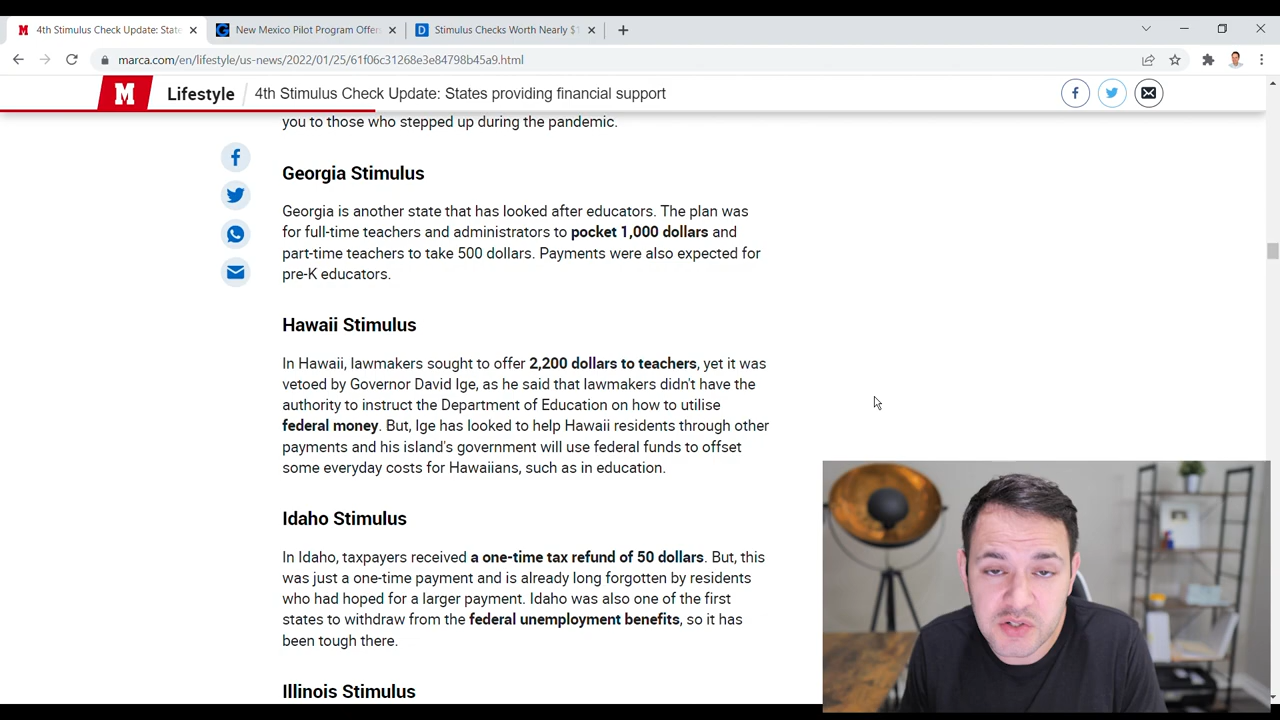 4th Stimulus Check Update: State
New Mexico Pilot Program Offer
Stimulus Checks Worth Nearly $1
marca.com/en/lifestyle/us-news/2022/01/25/61f06c31268e3e84798b45a9.html
M Lifestyle / 4th Stimulus Check Update: States providing financial support
you to those who stepped up during the pandemic.
Georgia Stimulus
Georgia is another state that has looked after educators. The plan was
for full-time teachers and administrators to pocket 1,000 dollars and
part-time teachers to take 500 dollars. Payments were also expected for
pre-K educators.
Hawaii Stimulus
In Hawaii, lawmakers sought to offer 2,200 dollars to teachers, yet it was
vetoed by Governor David Ige, as he said that lawmakers didn't have the
authority to instruct the Department of Education on how to utilise
federal money. But, Ige has looked to help Hawaii residents through other
payments and his island's government will use federal funds to offset
some everyday costs for Hawaiians, such as in education.
Idaho Stimulus
In Idaho, taxpayers received a one-time tax refund of 50 dollars. But, this
was just a one-time payment and is already long forgotten by residents
who had hoped for a larger payment. Idaho was also one of the first
states to withdraw from the federal unemployment benefits, so it has
been tough there.
Illinois Stimulus